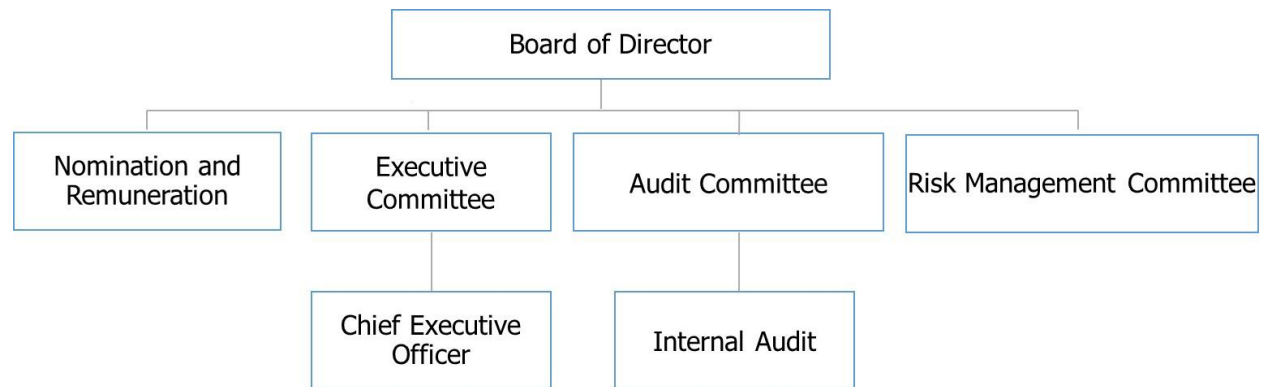 Board of Director
Nomination and
Remuneration
Executive
Committee
Audit Committee
Risk Management Committee
Chief Executive
Officer
Internal Audit